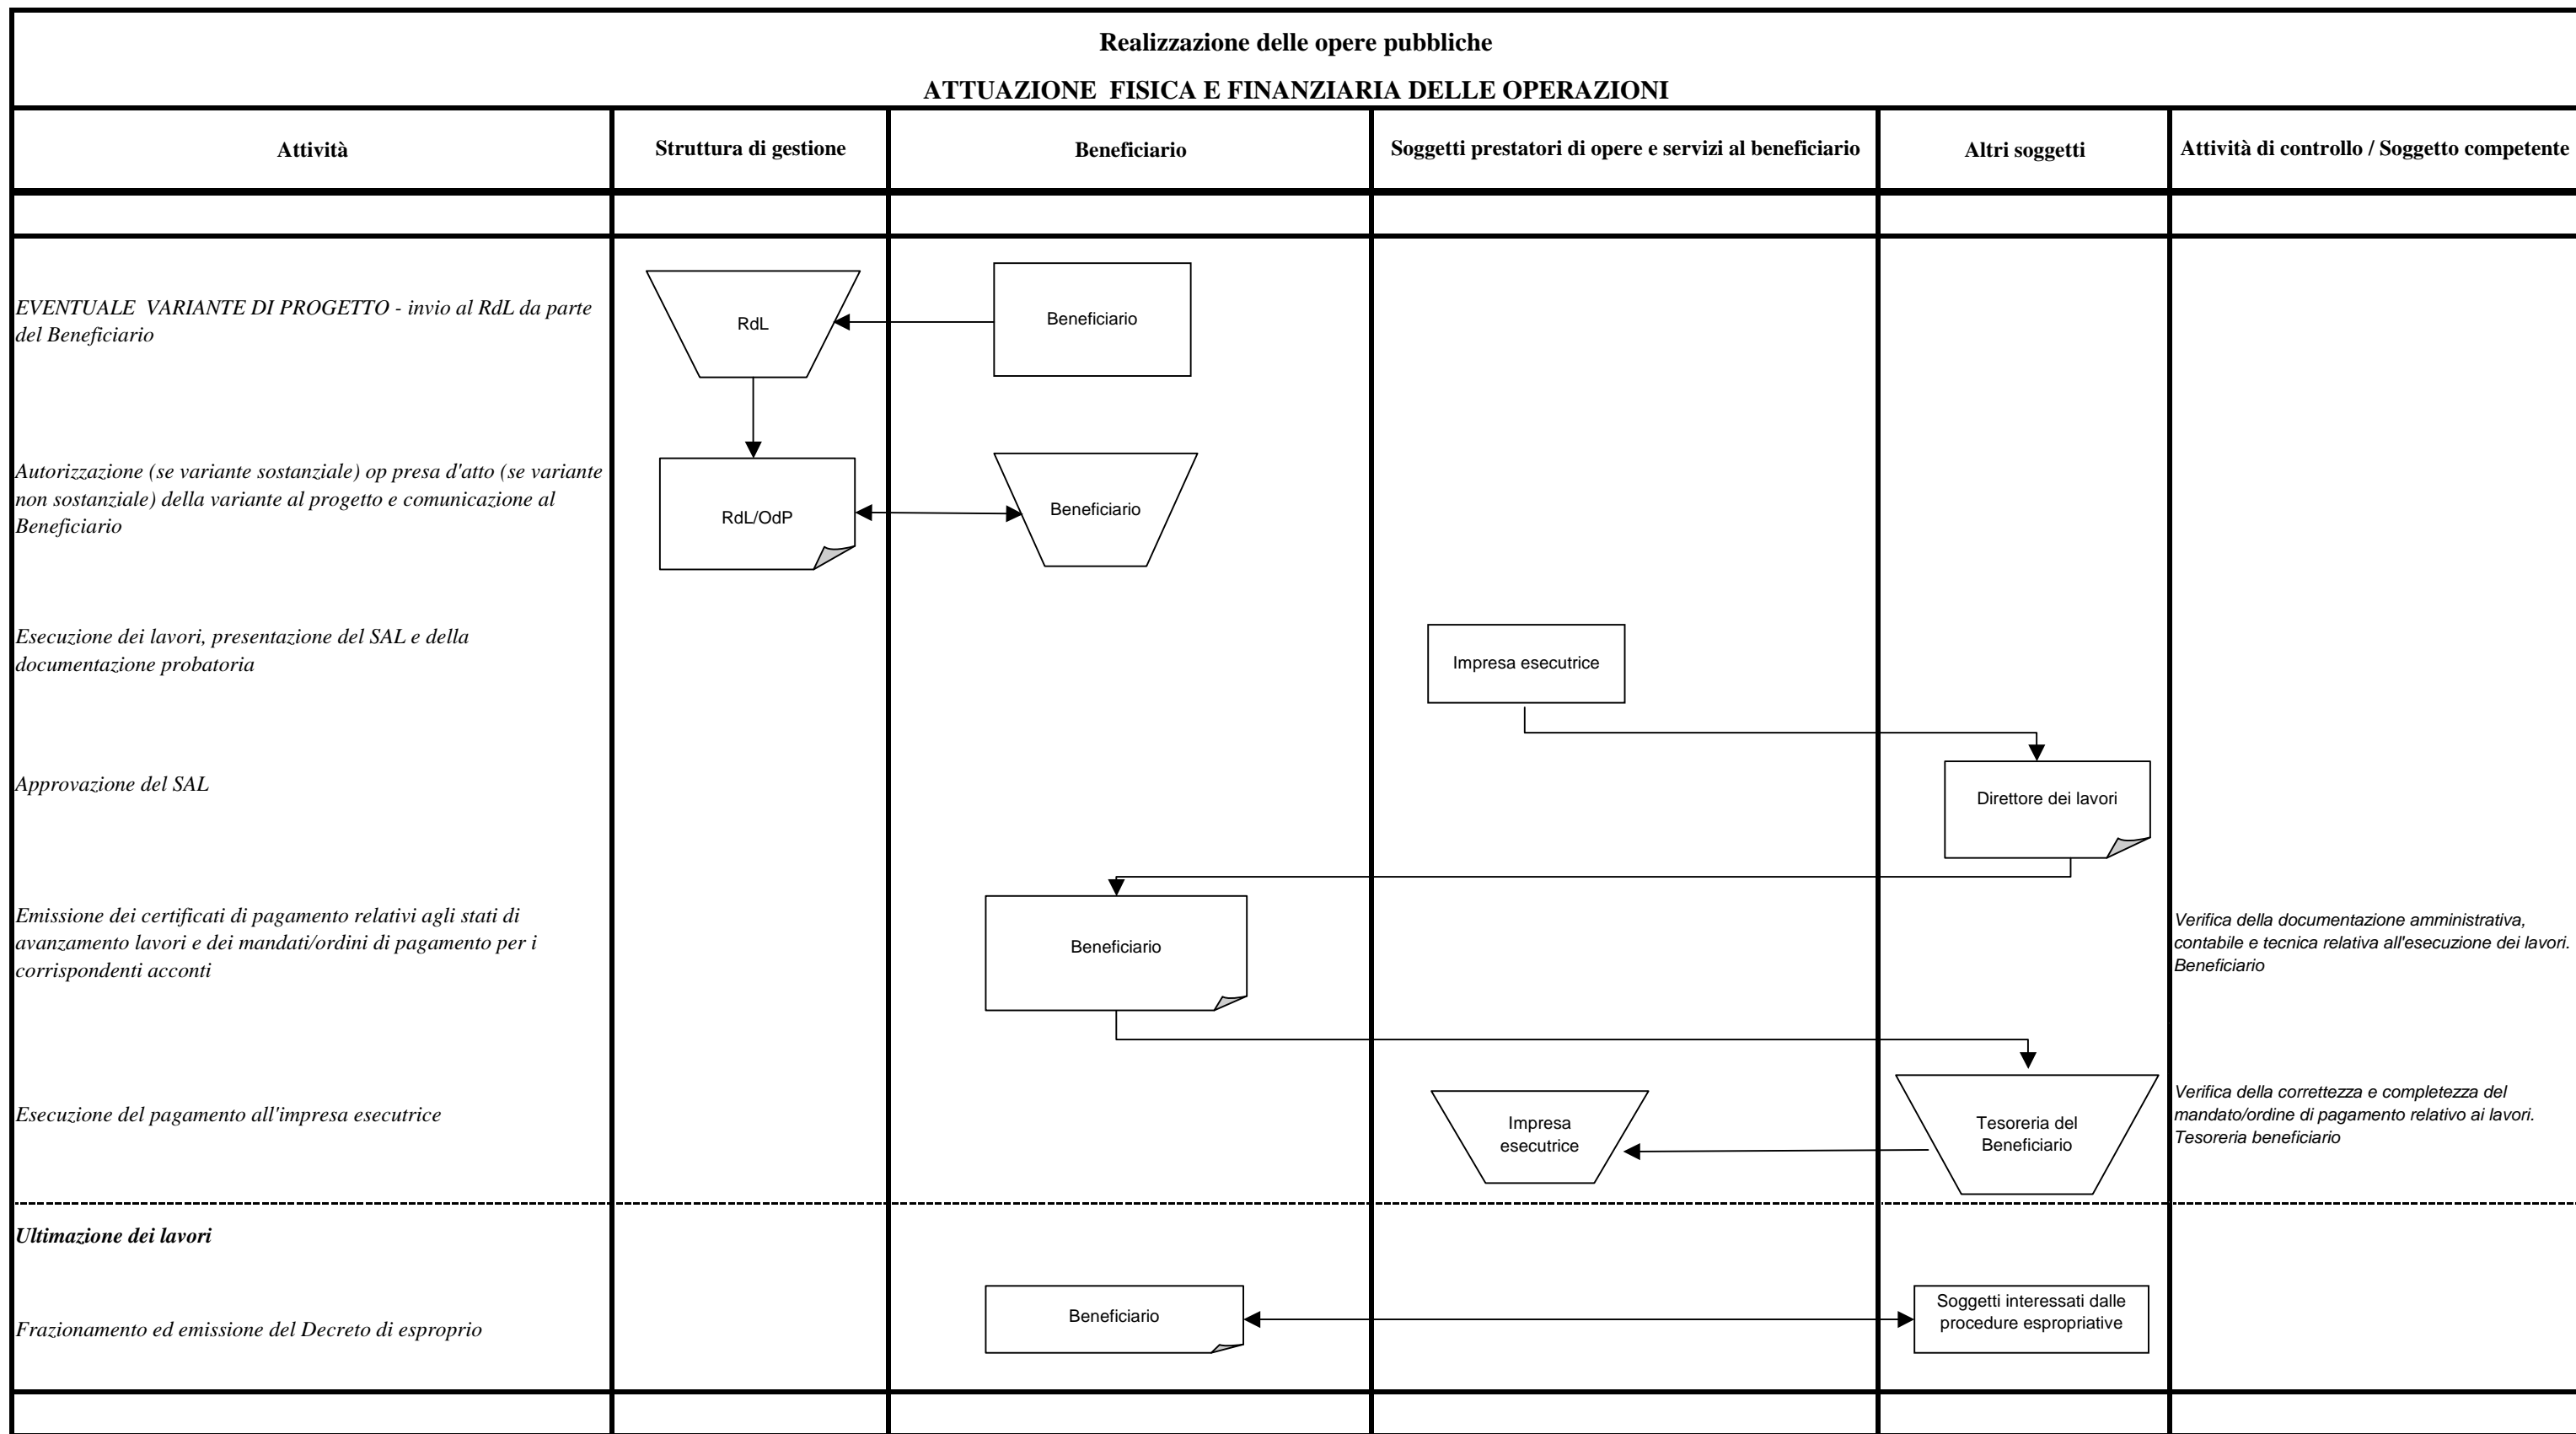 Realizzazione delle opere pubbliche
ATTUAZIONE  FISICA E FINANZIARIA DELLE OPERAZIONI
Attività
Struttura di gestione
Beneficiario
Soggetti prestatori di opere e servizi al beneficiario
Altri soggetti
Attività di controllo / Soggetto competente
EVENTUALE  VARIANTE DI PROGETTO - invio al RdL da parte
del Beneficiario
RdL
Beneficiario
Autorizzazione (se variante sostanziale) op presa d'atto (se variante
non sostanziale) della variante al progetto e comunicazione al
Beneficiario
RdL/OdP
Beneficiario
Esecuzione dei lavori, presentazione del SAL e della
documentazione probatoria
Impresa esecutrice
Approvazione del SAL
Direttore dei lavori
Emissione dei certificati di pagamento relativi agli stati di
avanzamento lavori e dei mandati/ordini di pagamento per i
corrispondenti acconti
Beneficiario
Verifica della documentazione amministrativa,
contabile e tecnica relativa all'esecuzione dei lavori.
Beneficiario
Esecuzione del pagamento all'impresa esecutrice
Impresa
esecutrice
Tesoreria del
Beneficiario
Verifica della correttezza e completezza del
mandato/ordine di pagamento relativo ai lavori.
Tesoreria beneficiario
Ultimazione dei lavori
Frazionamento ed emissione del Decreto di esproprio
Beneficiario
Soggetti interessati dalle
procedure espropriative